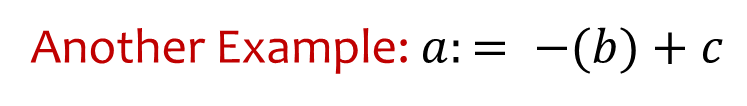 Another Example: a: = −(b) + c